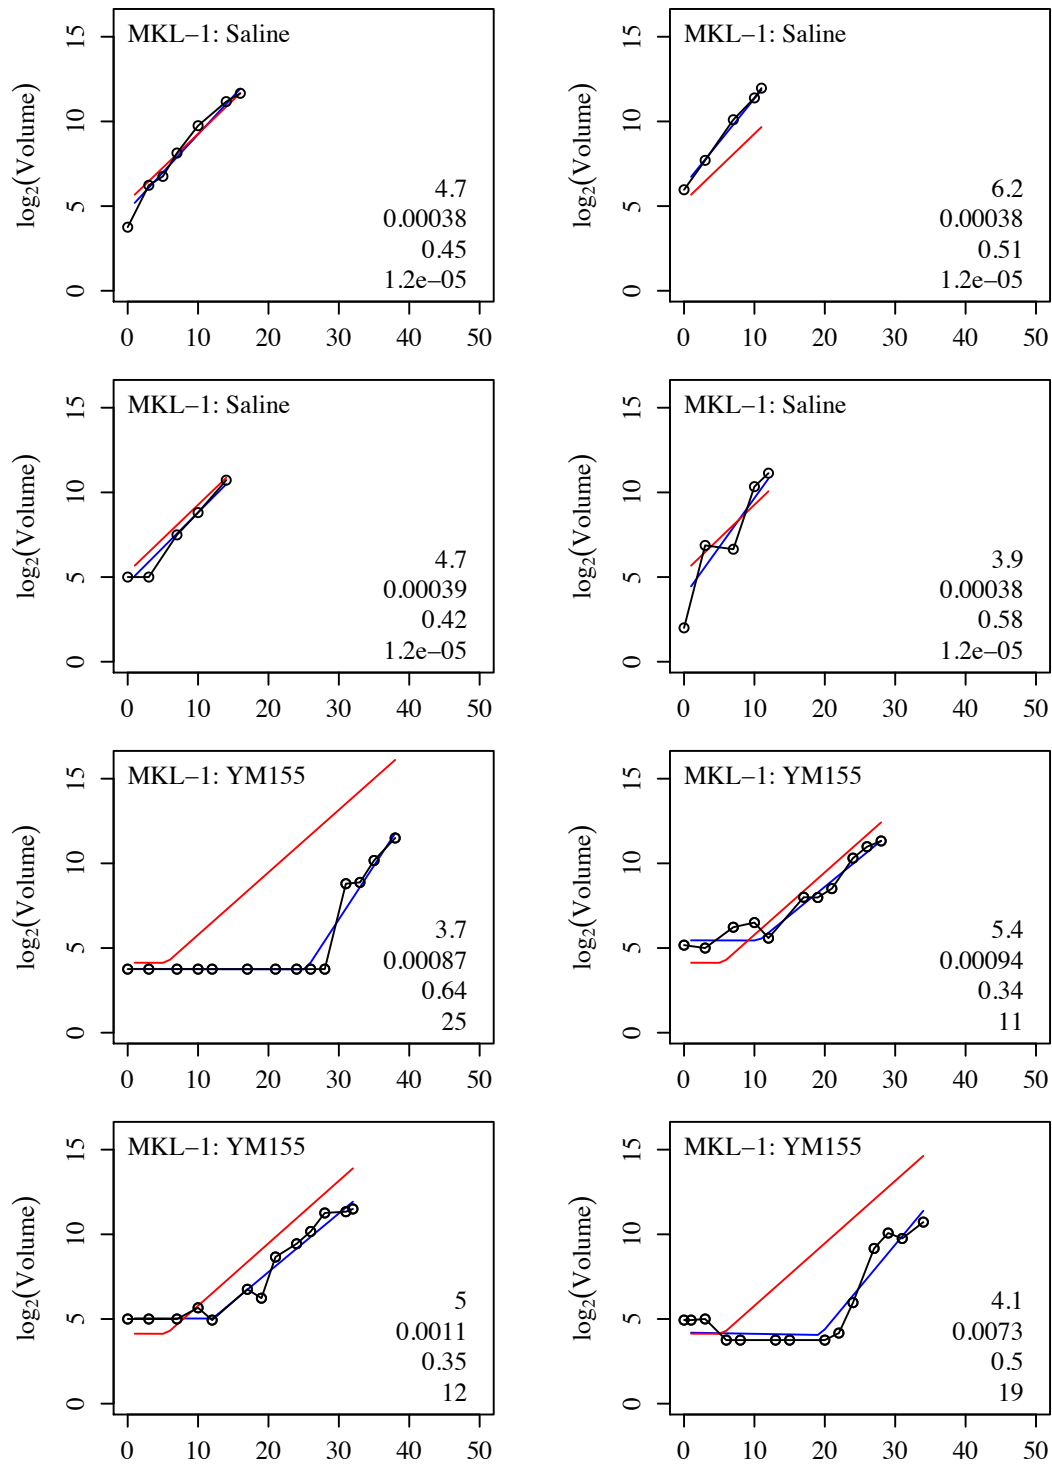 MKL−1: Saline
log2(Volume)
0 5 10 15
4.7
0.00038
0.45
1.2e−05
0 10 20 30 40 50
MKL−1: Saline
log2(Volume)
0 5 10 15
6.2
0.00038
0.51
1.2e−05
0 10 20 30 40 50
MKL−1: Saline
log2(Volume)
0 5 10 15
4.7
0.00039
0.42
1.2e−05
0 10 20 30 40 50
MKL−1: Saline
log2(Volume)
0 5 10 15
3.9
0.00038
0.58
1.2e−05
0 10 20 30 40 50
MKL−1: YM155
log2(Volume)
0 5 10 15
3.7
0.00087
0.64
25
0 10 20 30 40 50
MKL−1: YM155
log2(Volume)
0 5 10 15
5.4
0.00094
0.34
11
0 10 20 30 40 50
MKL−1: YM155
log2(Volume)
0 5 10 15
5
0.0011
0.35
12
0 10 20 30 40 50
MKL−1: YM155
log2(Volume)
0 5 10 15
4.1
0.0073
0.5
19
0 10 20 30 40 50